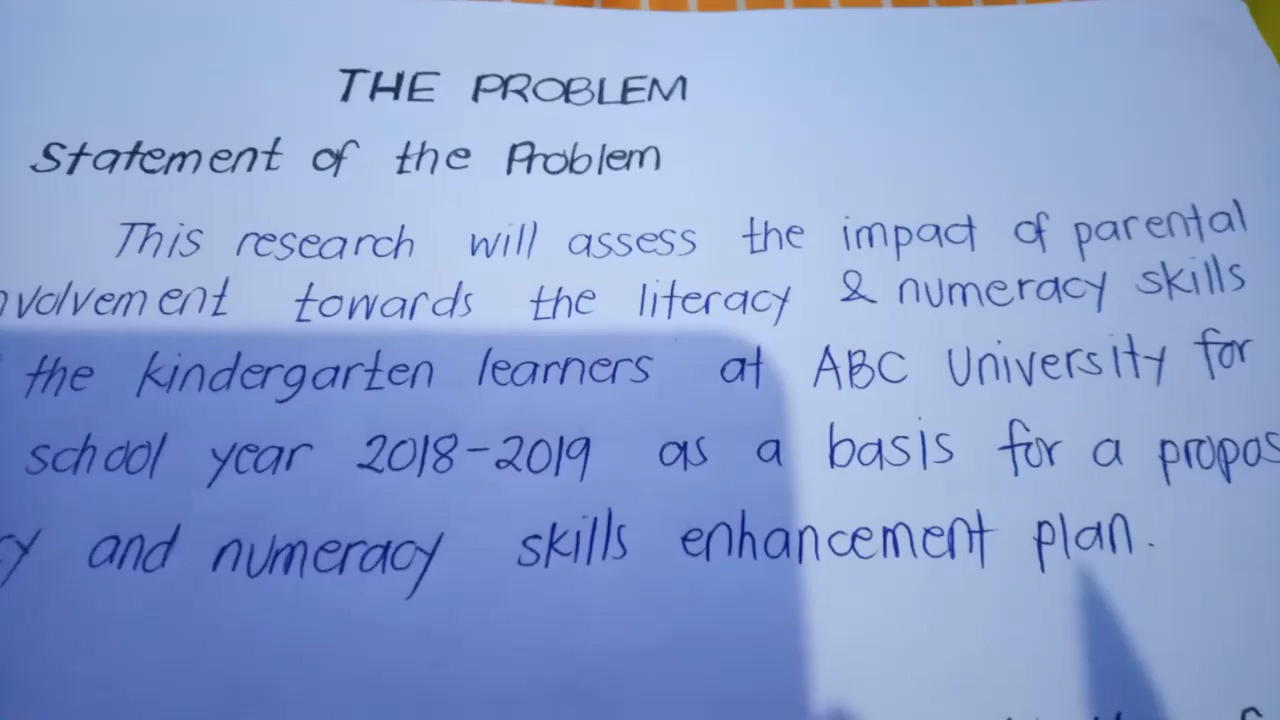 THE PROBLEM
Statement of the Problem
This research will assess the impact of parental
nvolvement towards the literacy & numeracy skills
the kindergarten learners at ABC University for
school year 2018-2019 as a basis for a propos
y and numeracy skills enhancement plan.